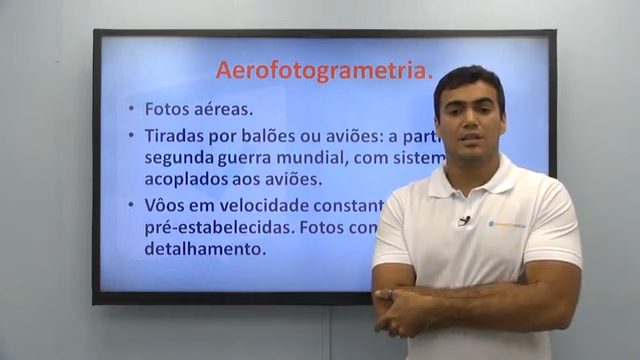 Aerofotogrametria.
• Fotos aéreas.
• Tiradas por balões ou aviões: a parti
segunda guerra mundial, com sistem
acoplados aos aviões.
• Vôos em velocidade constant
pré-estabelecidas. Fotos com
detalhamento.